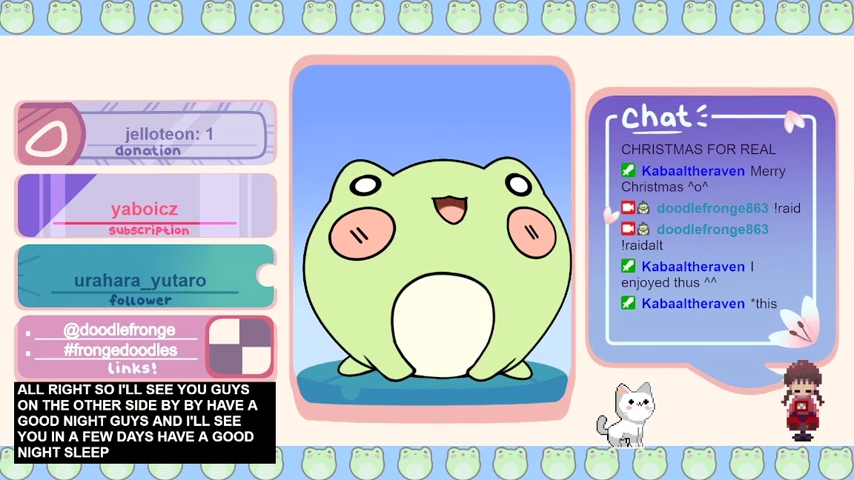 jelloteon: 1
donation
yaboicz
subscription
urahara_yutaro
follower
@doodlefronge
#frongedoodles
links!
ALL RIGHT SO I'LL SEE YOU GUYS
ON THE OTHER SIDE BY BY HAVE A
GOOD NIGHT GUYS AND I'LL SEE
YOU IN A FEW DAYS HAVE A GOOD
NIGHT SLEEP
Chat
CHRISTMAS FOR REAL
Kabaaltheraven Merry
Christmas ^o^
doodlefronge863 !raid
doodlefronge863
!raidalt
Kabaaltheraven I
enjoyed thus ^^
Kabaaltheraven *this